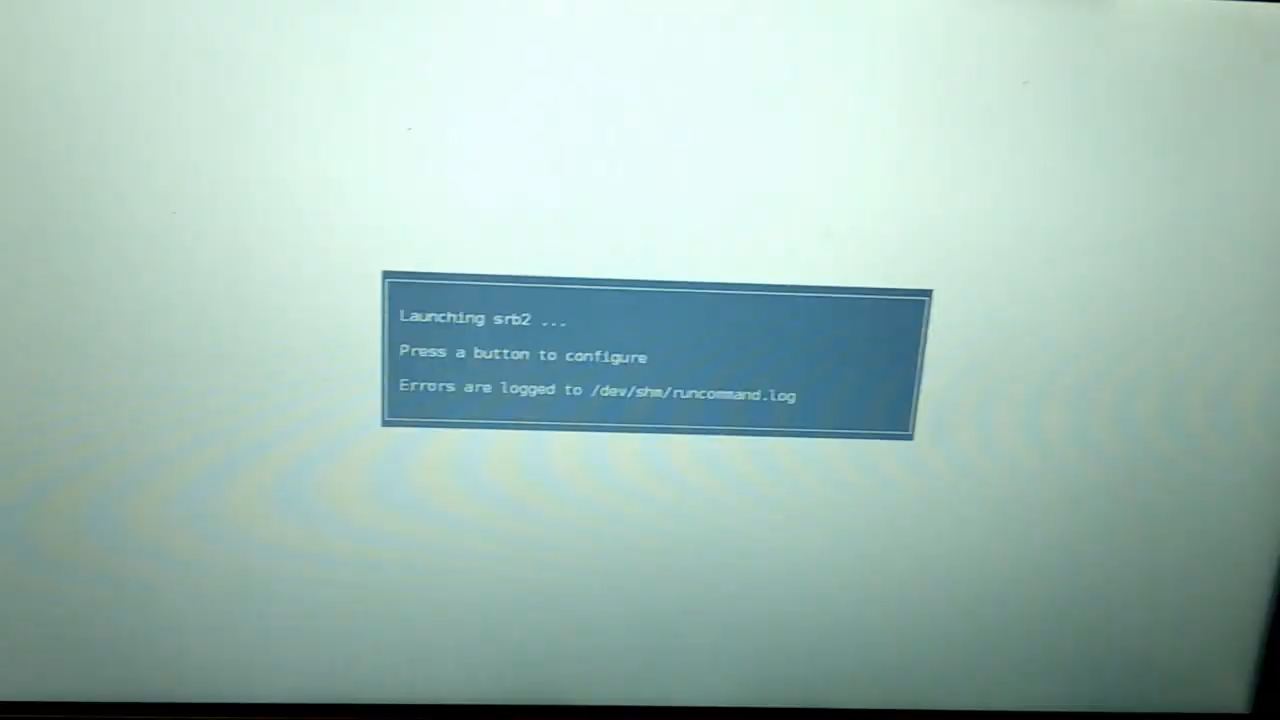 Launching srb2 ...
Press a button to configure
Errors are logged to /dev/shm/runcommand.log